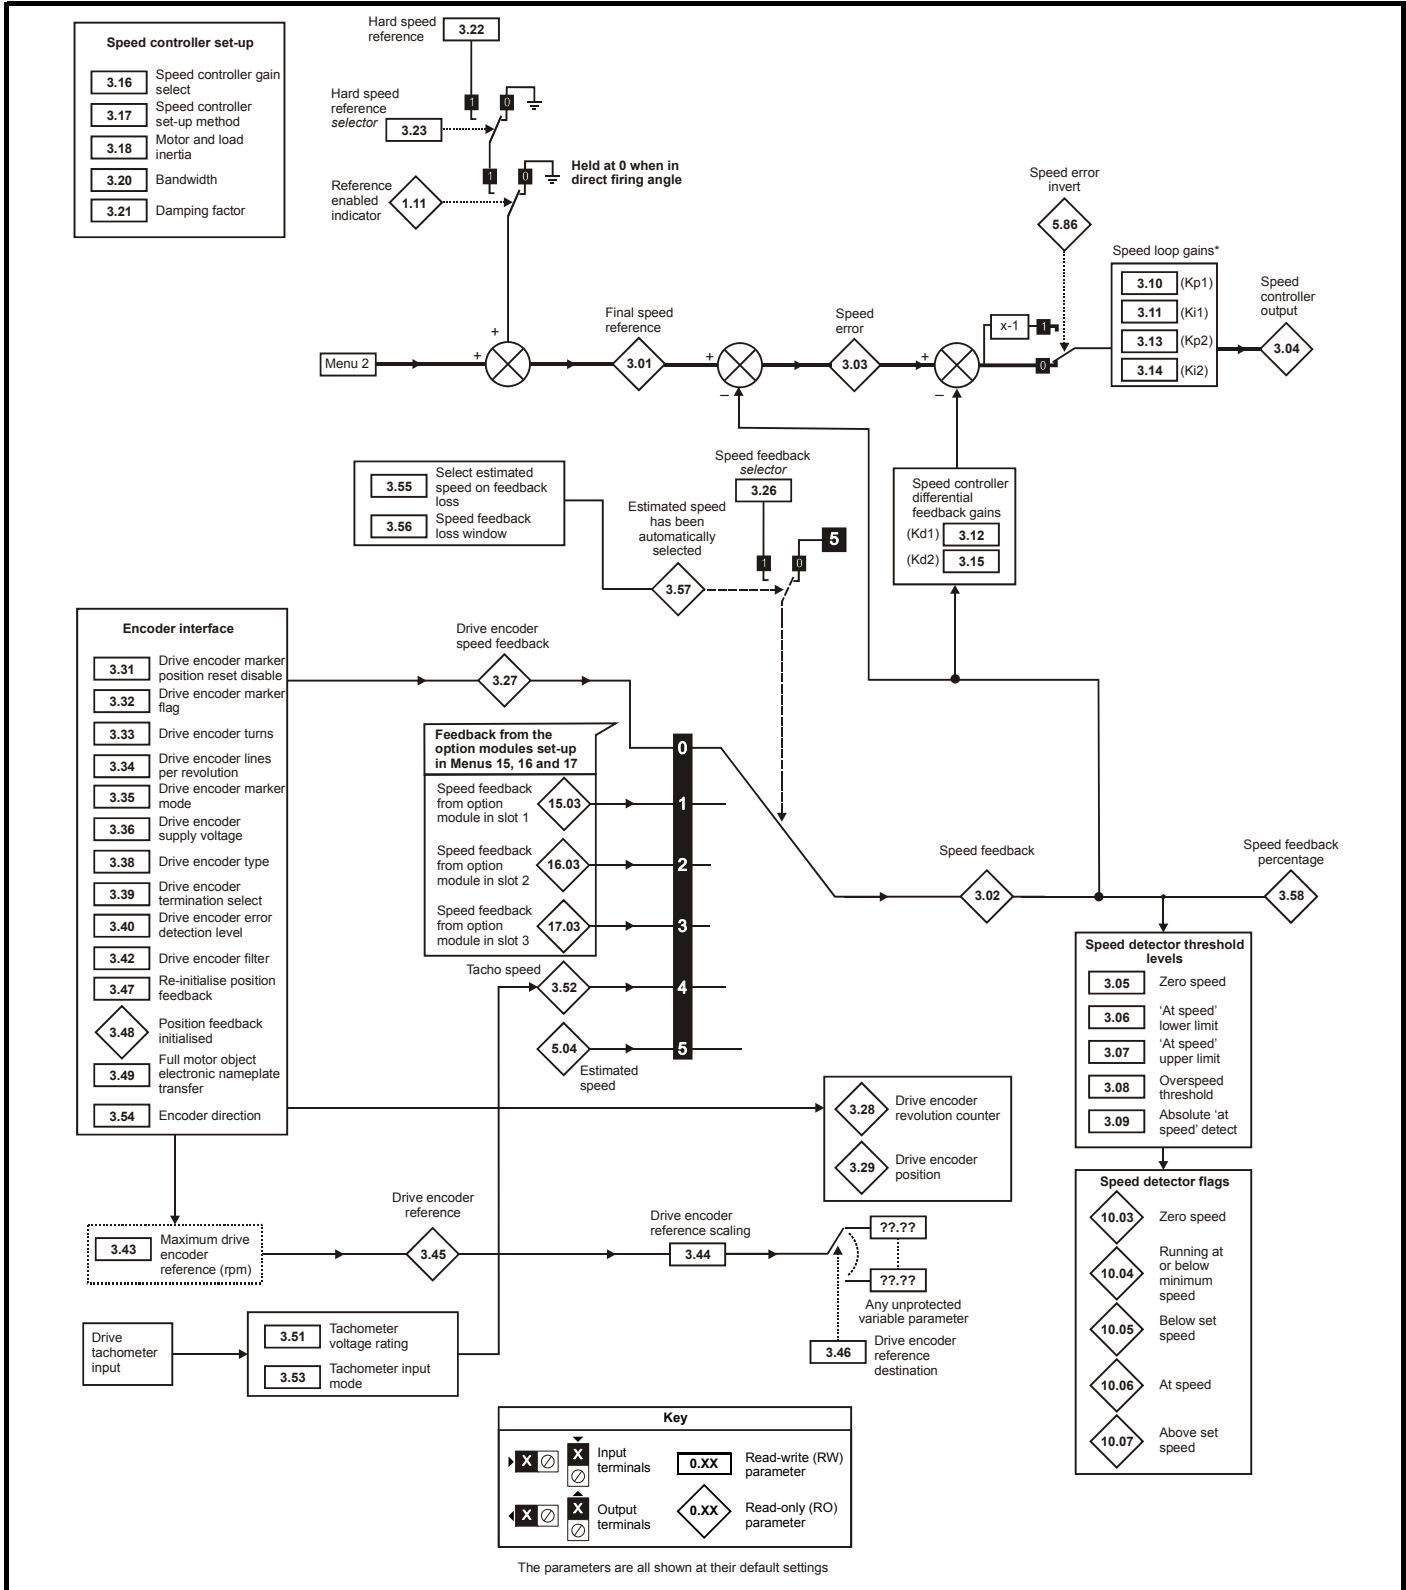 Speed controller set-up
3.16 Speed controller gain
select
3.17 Speed controller
set-up method
3.18 Motor and load
inertia
3.20 Bandwidth
3.21 Damping factor
Hard speed
reference
3.22
1 0
Hard speed
reference
selector
3.23
1 0
Held at 0 when in
direct firing angle
Reference
enabled
indicator
1.11
Speed error
invert
5.86
Speed loop gains*
3.10 (Kp1)
3.11 (Ki1)
3.13 (Kp2)
3.14 (Ki2)
Speed
controller
output
3.04
Menu 2
+
+
Final speed
reference
3.01
+
–
Speed
error
3.03
+
–
x-1
1
0
3.55 Select estimated
speed on feedback
loss
3.56 Speed feedback
loss window
Estimated speed
has been
automatically
selected
3.57
Speed feedback
selector
3.26
1 0
5
Speed controller
differential
feedback gains
(Kd1) 3.12
(Kd2) 3.15
Encoder interface
3.31 Drive encoder marker
position reset disable
3.32 Drive encoder marker
flag
3.33 Drive encoder turns
3.34 Drive encoder lines
per revolution
3.35 Drive encoder marker
mode
3.36 Drive encoder
supply voltage
3.38 Drive encoder type
3.39 Drive encoder
termination select
3.40 Drive encoder error
detection level
3.42 Drive encoder filter
3.47 Re-initialise position
feedback
3.48 Position feedback
initialised
3.49 Full motor object
electronic nameplate
transfer
3.54 Encoder direction
Drive encoder
speed feedback
3.27
Feedback from the
option modules set-up
in Menus 15, 16 and 17
Speed feedback
from option
module in slot 1
15.03
Speed feedback
from option
module in slot 2
16.03
Speed feedback
from option
module in slot 3
17.03
Tacho speed
3.52
5.04
Estimated
speed
0
1
2
3
4
5
Speed feedback
3.02
Speed feedback
percentage
3.58
Speed detector threshold
levels
3.05 Zero speed
3.06 ‘At speed’
lower limit
3.07 ‘At speed’
upper limit
3.08 Overspeed
threshold
3.09 Absolute ‘at
speed’ detect
Speed detector flags
10.03 Zero speed
10.04 Running at
or below
minimum
speed
10.05 Below set
speed
10.06 At speed
10.07 Above set
speed
3.28 Drive encoder
revolution counter
3.29 Drive encoder
position
3.43 Maximum drive
encoder
reference (rpm)
Drive encoder
reference
3.45
Drive encoder
reference scaling
3.44
??.??
??.??
Any unprotected
variable parameter
3.46 Drive encoder
reference
destination
Drive
tachometer
input
3.51 Tachometer
voltage rating
3.53 Tachometer input
mode
Key
X X Input
terminals
0.XX Read-write (RW)
parameter
X X Output
terminals
0.XX Read-only (RO)
parameter
The parameters are all shown at their default settings